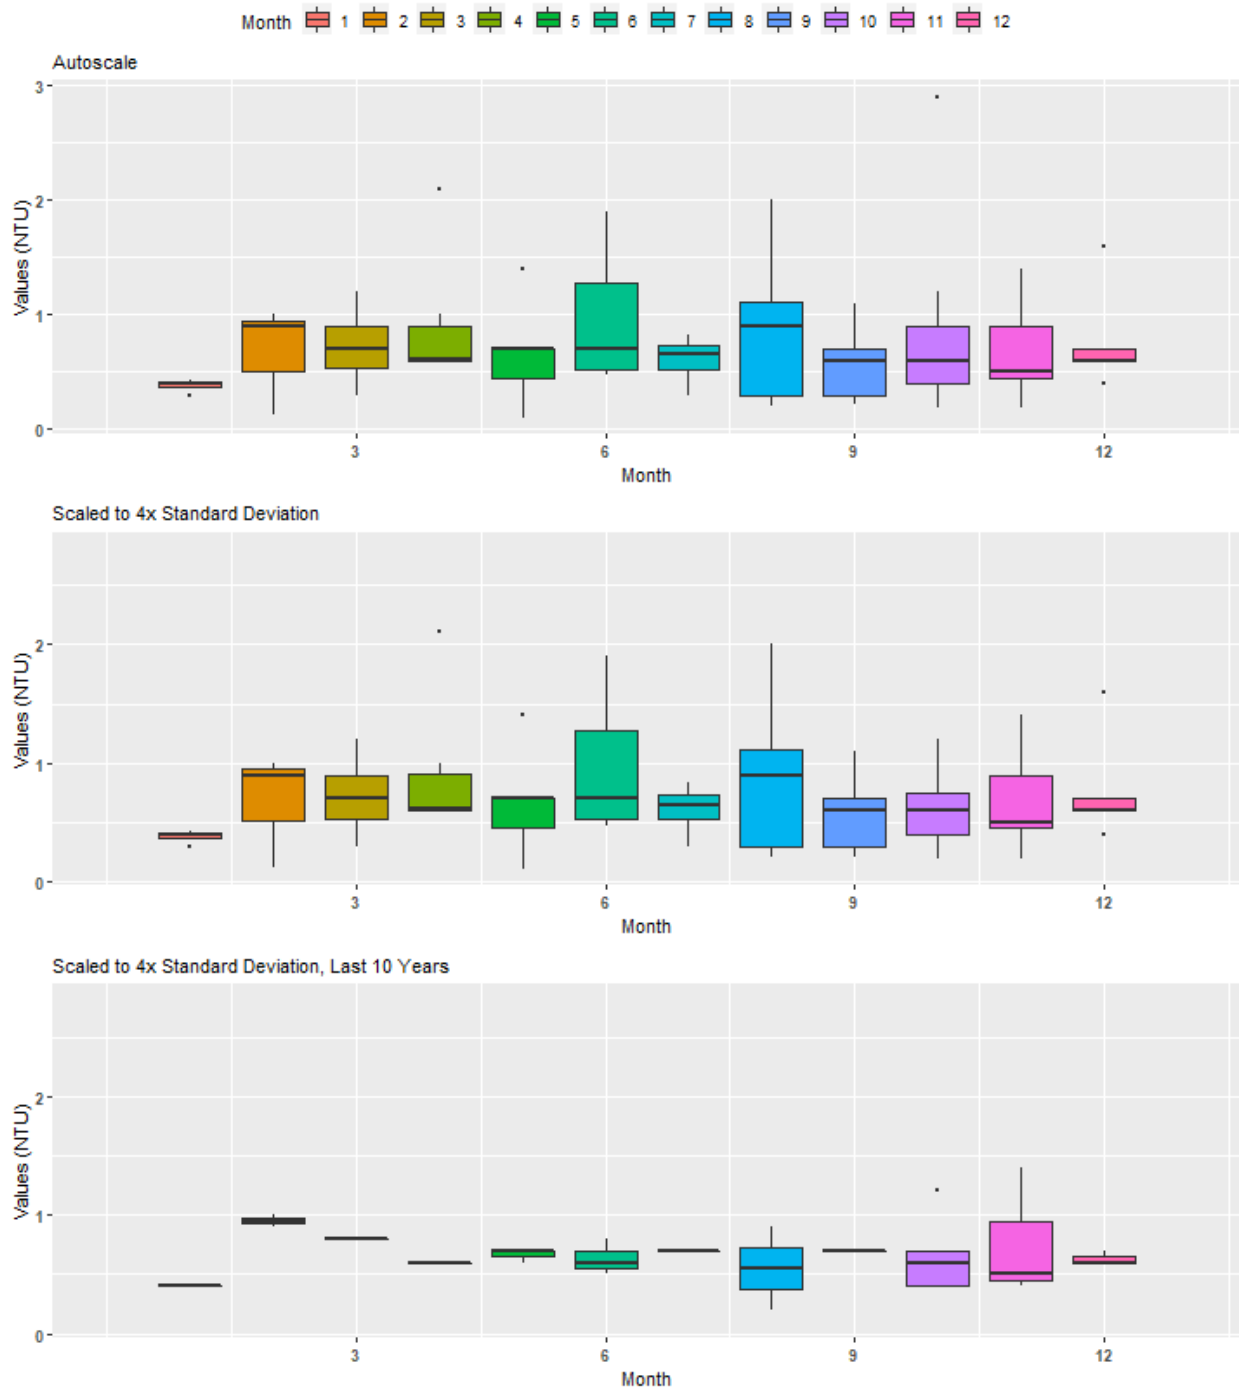 Month 1 2 3 4 5 6 7 8 9 10 11 12
Autoscale
Values (NTU)
3
2
1
0
3 6 9 12
Month
Scaled to 4x Standard Deviation
Values (NTU)
2
1
0
3 6 9 12
Month
Scaled to 4x Standard Deviation, Last 10 Years
Values (NTU)
2
1
0
3 6 9 12
Month